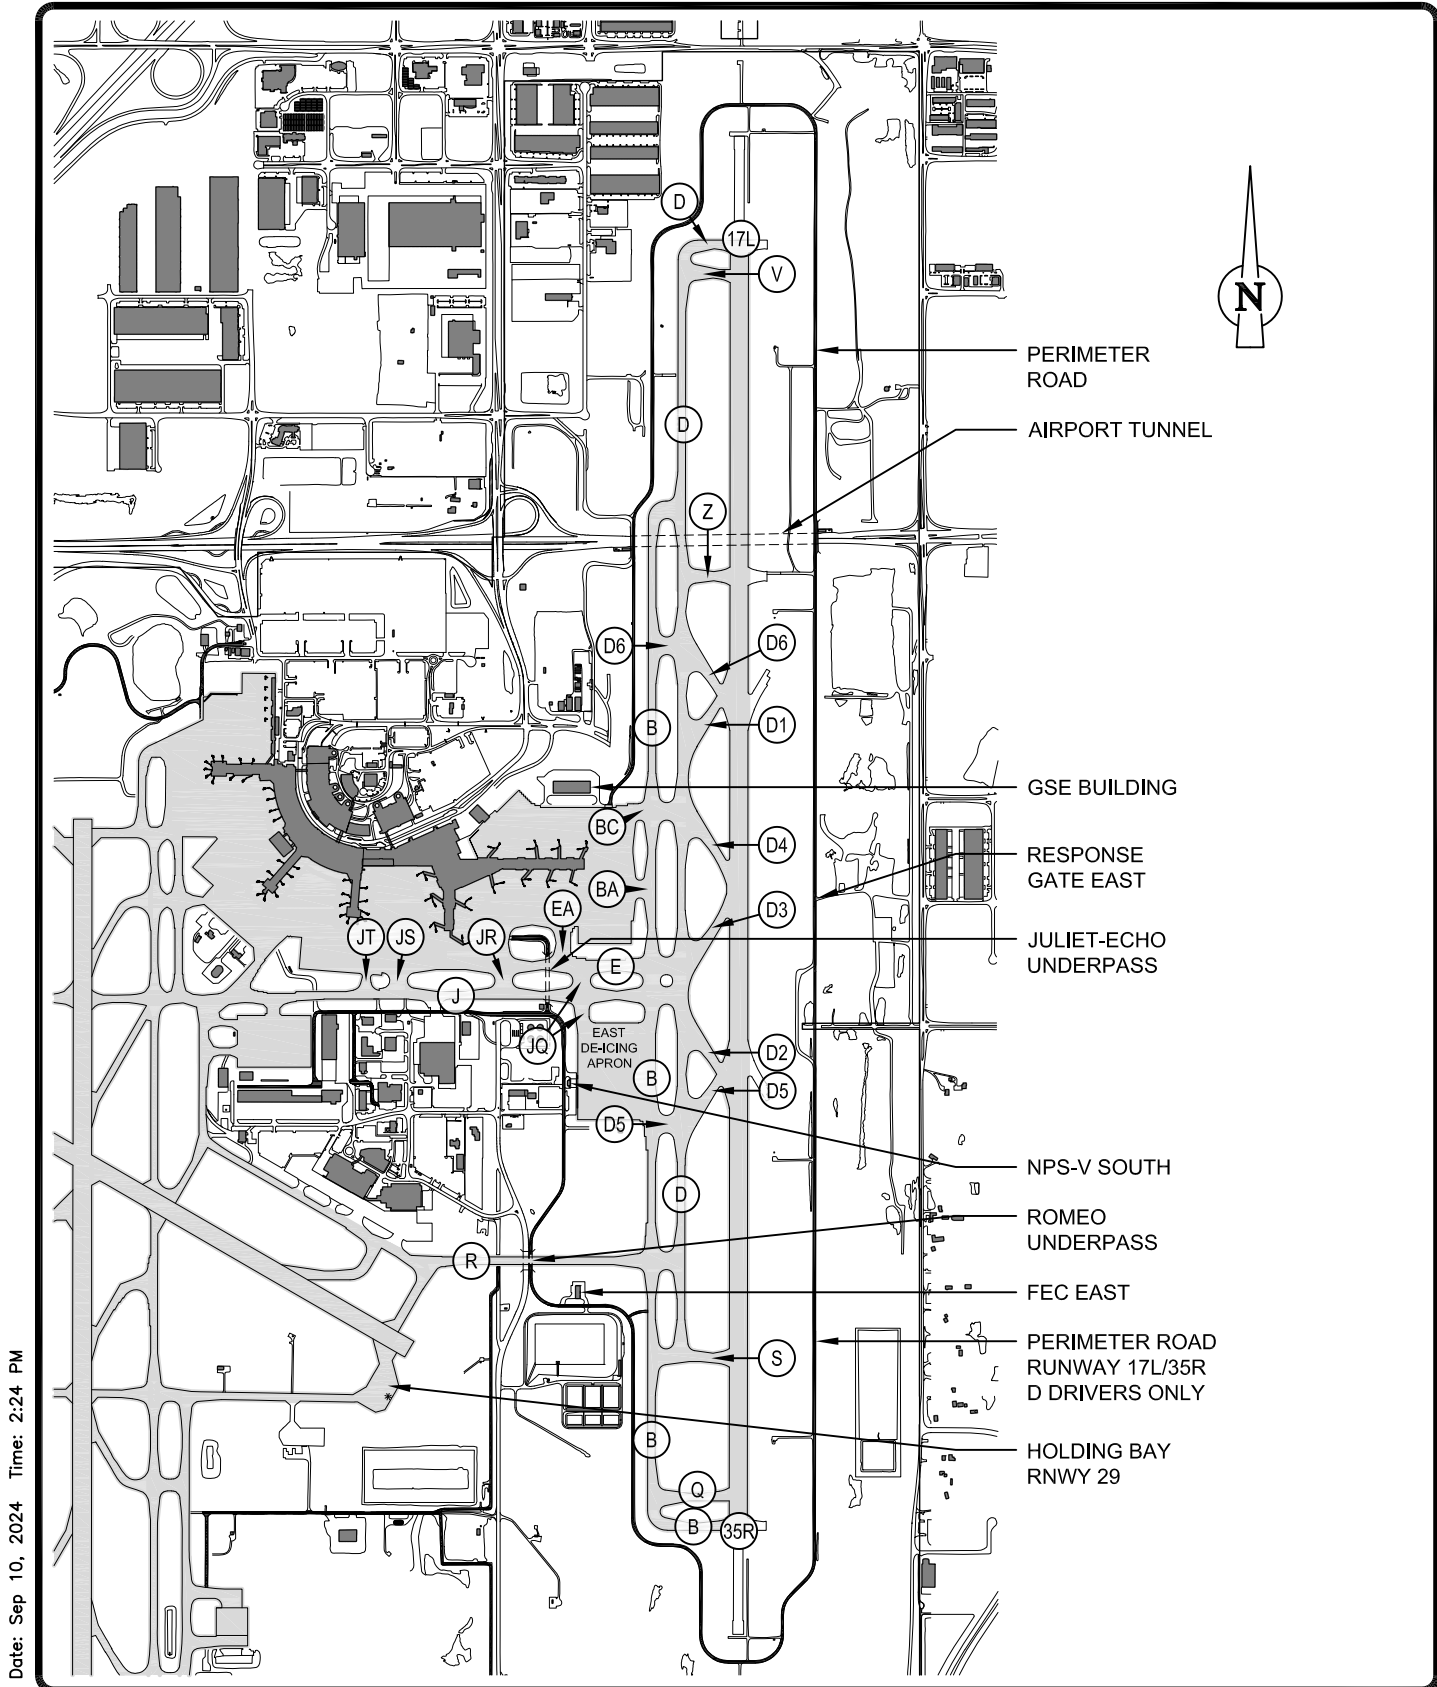 D
17L
V
N
PERIMETER
ROAD
D
AIRPORT TUNNEL
Z
D6
D6
B
D1
GSE BUILDING
BC
D4
RESPONSE
GATE EAST
BA
EA
D3
JT
JS
JR
JULIET-ECHO
UNDERPASS
E
J
EAST
DE-ICING
APRON
JQ
D2
B
D5
D5
NPS-V SOUTH
D
ROMEO
UNDERPASS
R
FEC EAST
PERIMETER ROAD
RUNWAY 17L/35R
D DRIVERS ONLY
S
B
HOLDING BAY
RNWY 29
Q
B
35R
Date: Sep 10, 2024 Time: 2:24 PM